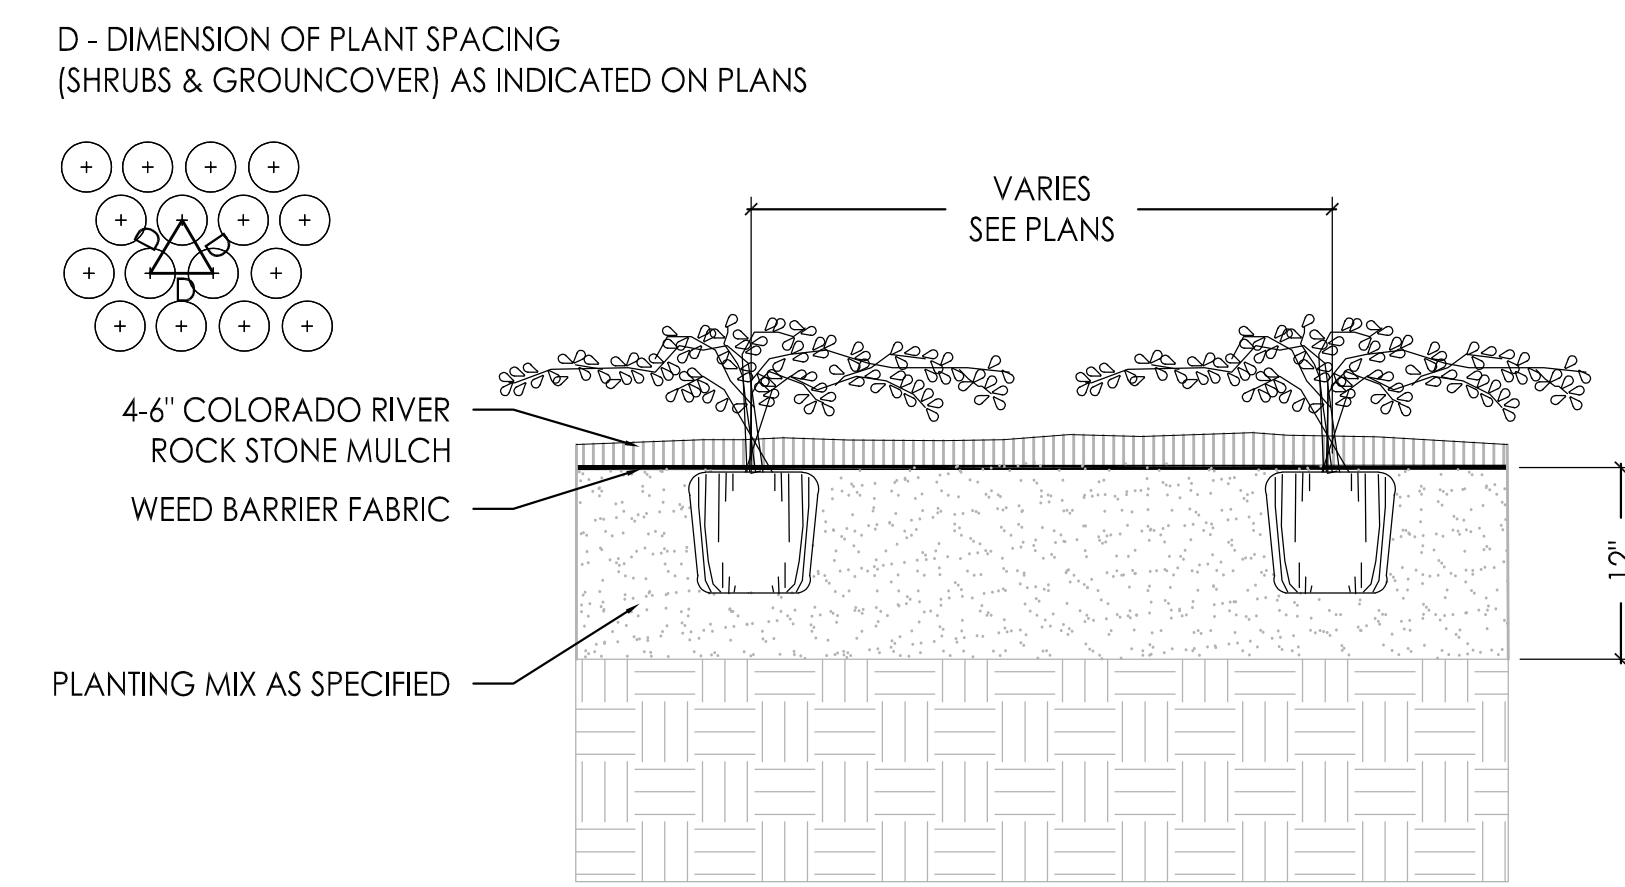 D - DIMENSION OF PLANT SPACING
(SHRUBS & GROUNCOVER) AS INDICATED ON PLANS
D D
D
VARIES
SEE PLANS
4-6" COLORADO RIVER
ROCK STONE MULCH
WEED BARRIER FABRIC
12"
PLANTING MIX AS SPECIFIED